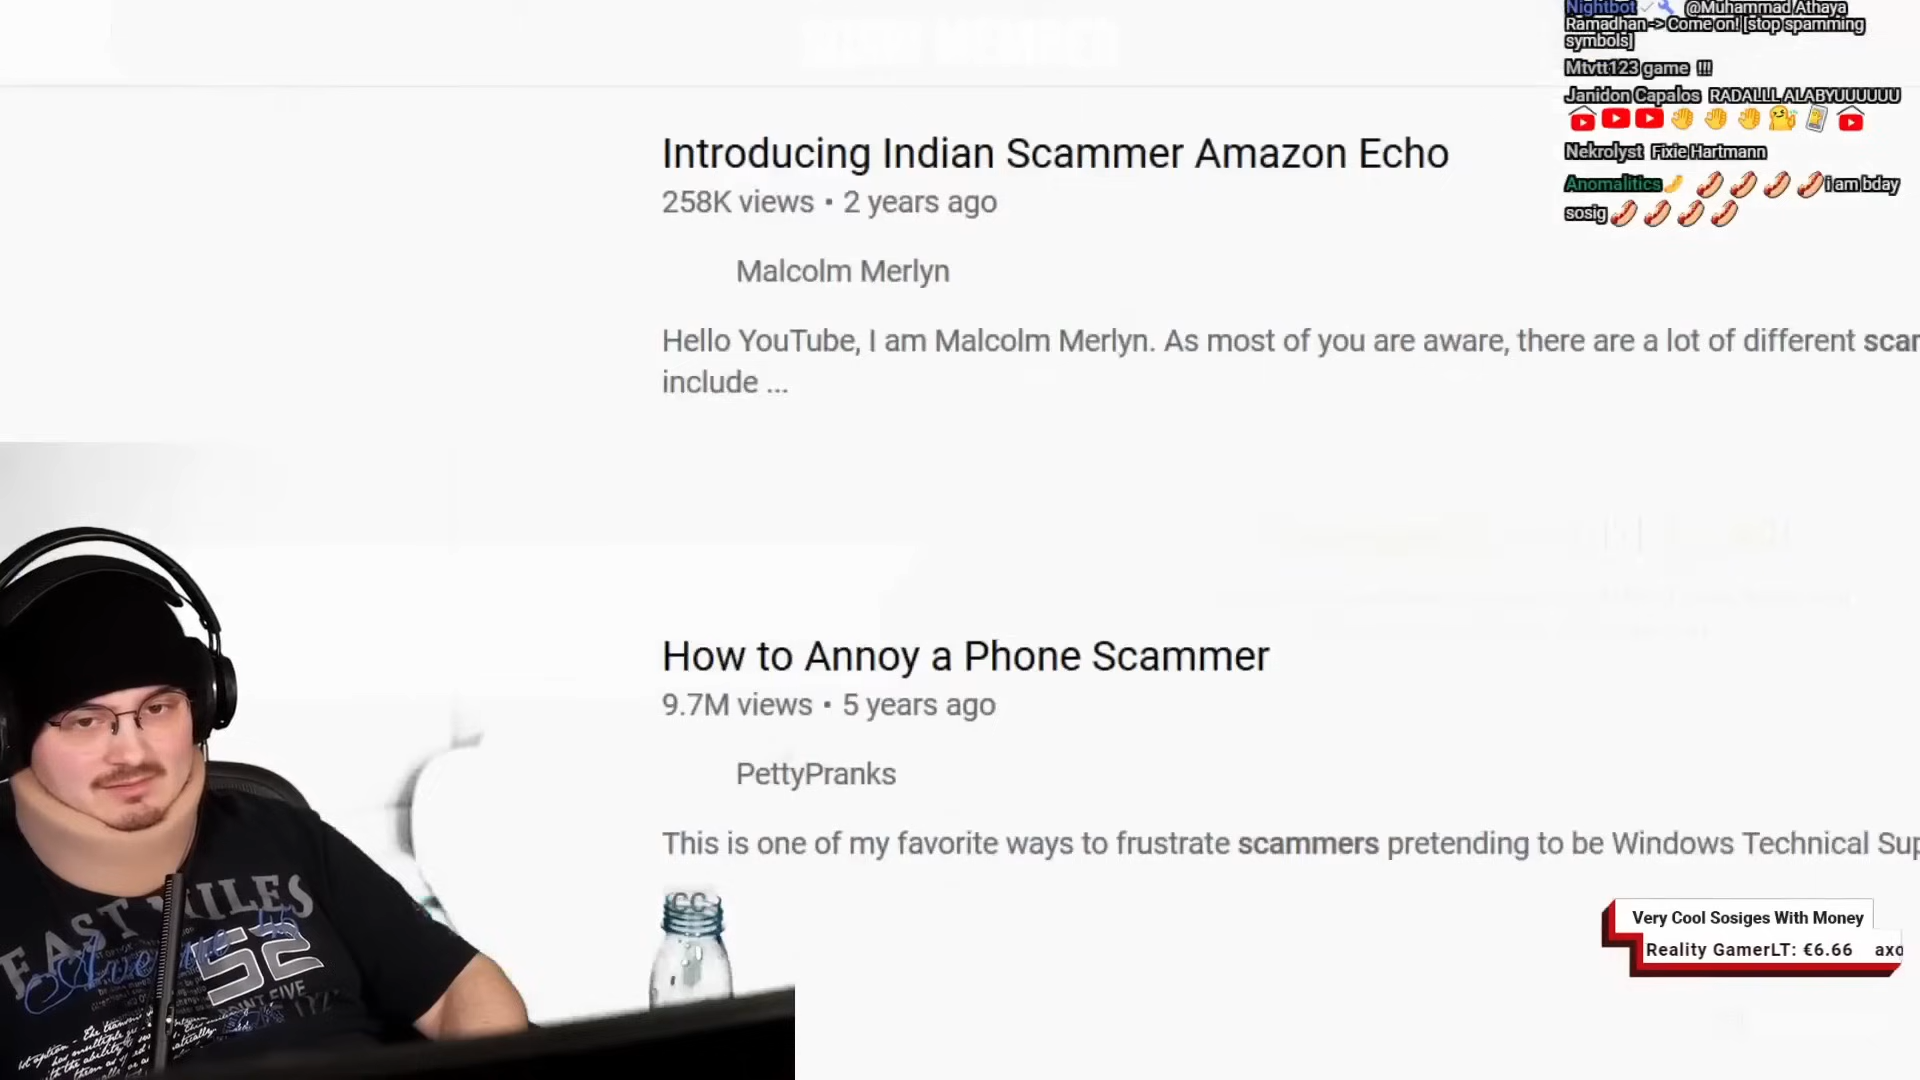 Nightbot @Muhammad Athaya
Ramadhan -> Come on! [stop spamming
symbols]
Mtvtt123 game !!!
Janidon Capalos RADALLL ALABYUUUUUU
Nekrolyst Fixie Hartmann
Anomalitics i am bday
sosig
Introducing Indian Scammer Amazon Echo
258K views • 2 years ago
Malcolm Merlyn
Hello YouTube, I am Malcolm Merlyn. As most of you are aware, there are a lot of different scar
include ...
How to Annoy a Phone Scammer
9.7M views • 5 years ago
PettyPranks
This is one of my favorite ways to frustrate scammers pretending to be Windows Technical Sup
CC
Very Cool Sosiges With Money
Reality GamerLT: €6.66 axo
EAST MILES
Avenue 46
52